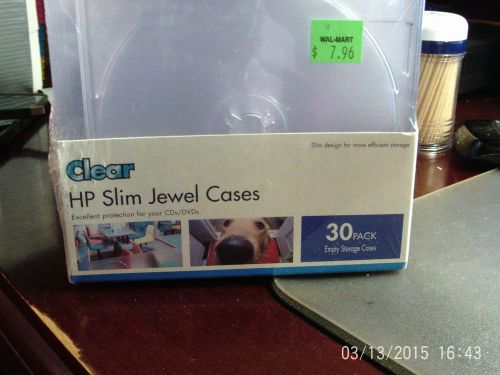 WAL-MART
$ 7.96
Slim design for more efficient storage
Clear
HP Slim Jewel Cases
Excellent protection for your CDs/DVDs.
30 PACK
Empty Storage Cases
03/13/2015 16:43